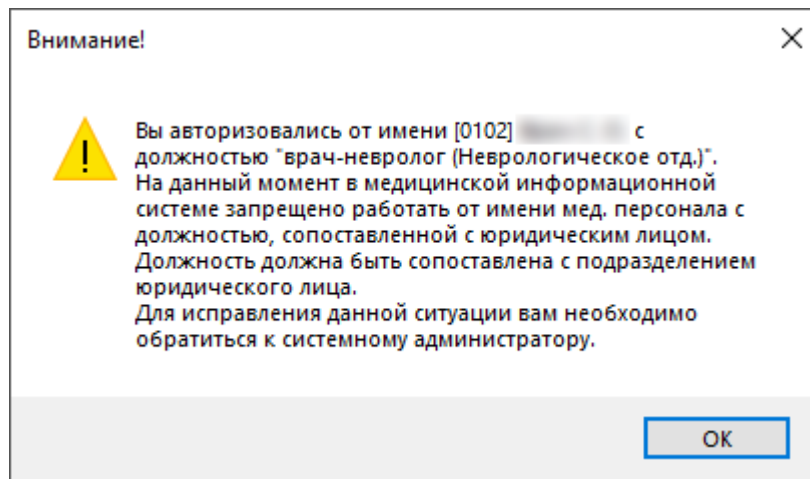 Внимание!
Вы авторизовались от имени [0102] с
должностью "врач-невролог (Неврологическое отд.)".
На данный момент в медицинской информационной
системе запрещено работать от имени мед. персонала с
должностью, сопоставленной с юридическим лицом.
Должность должна быть сопоставлена с подразделением
юридического лица.
Для исправления данной ситуации вам необходимо
обратиться к системному администратору.
ОК